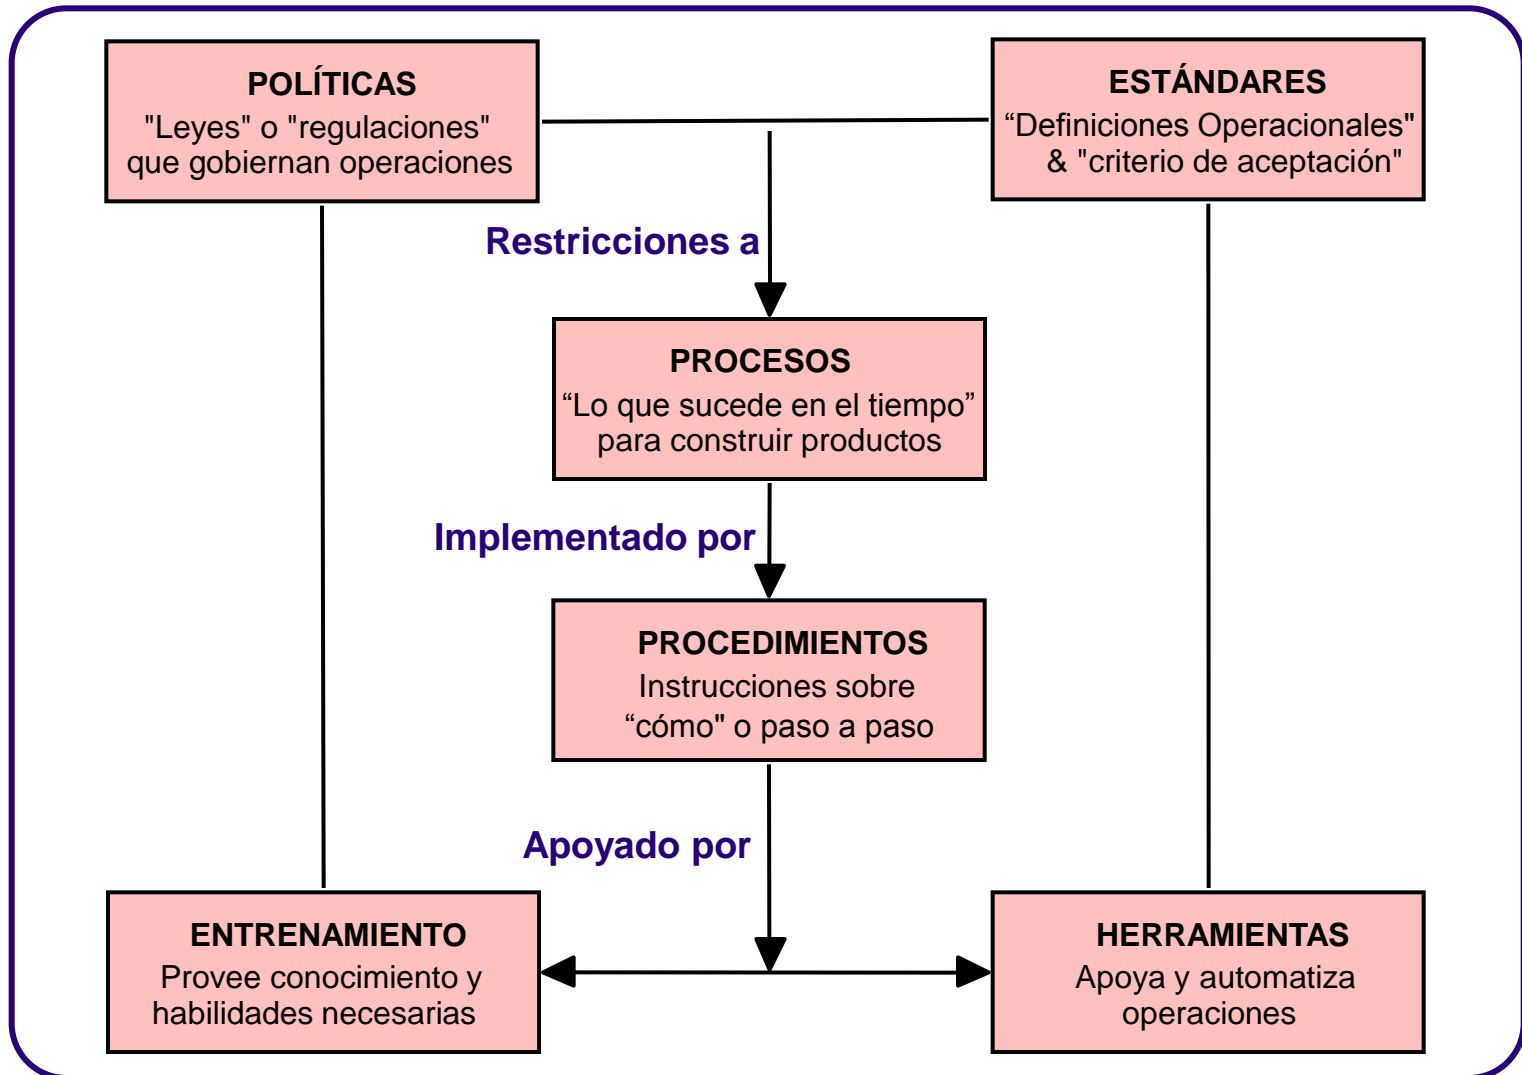 POLÍTICAS
"Leyes" o "regulaciones"
que gobiernan operaciones
ESTÁNDARES
“Definiciones Operacionales"
& "criterio de aceptación"
Restricciones a
PROCESOS
“Lo que sucede en el tiempo”
para construir productos
Implementado por
PROCEDIMIENTOS
Instrucciones sobre
“cómo" o paso a paso
Apoyado por
ENTRENAMIENTO
Provee conocimiento y
habilidades necesarias
HERRAMIENTAS
Apoya y automatiza
operaciones